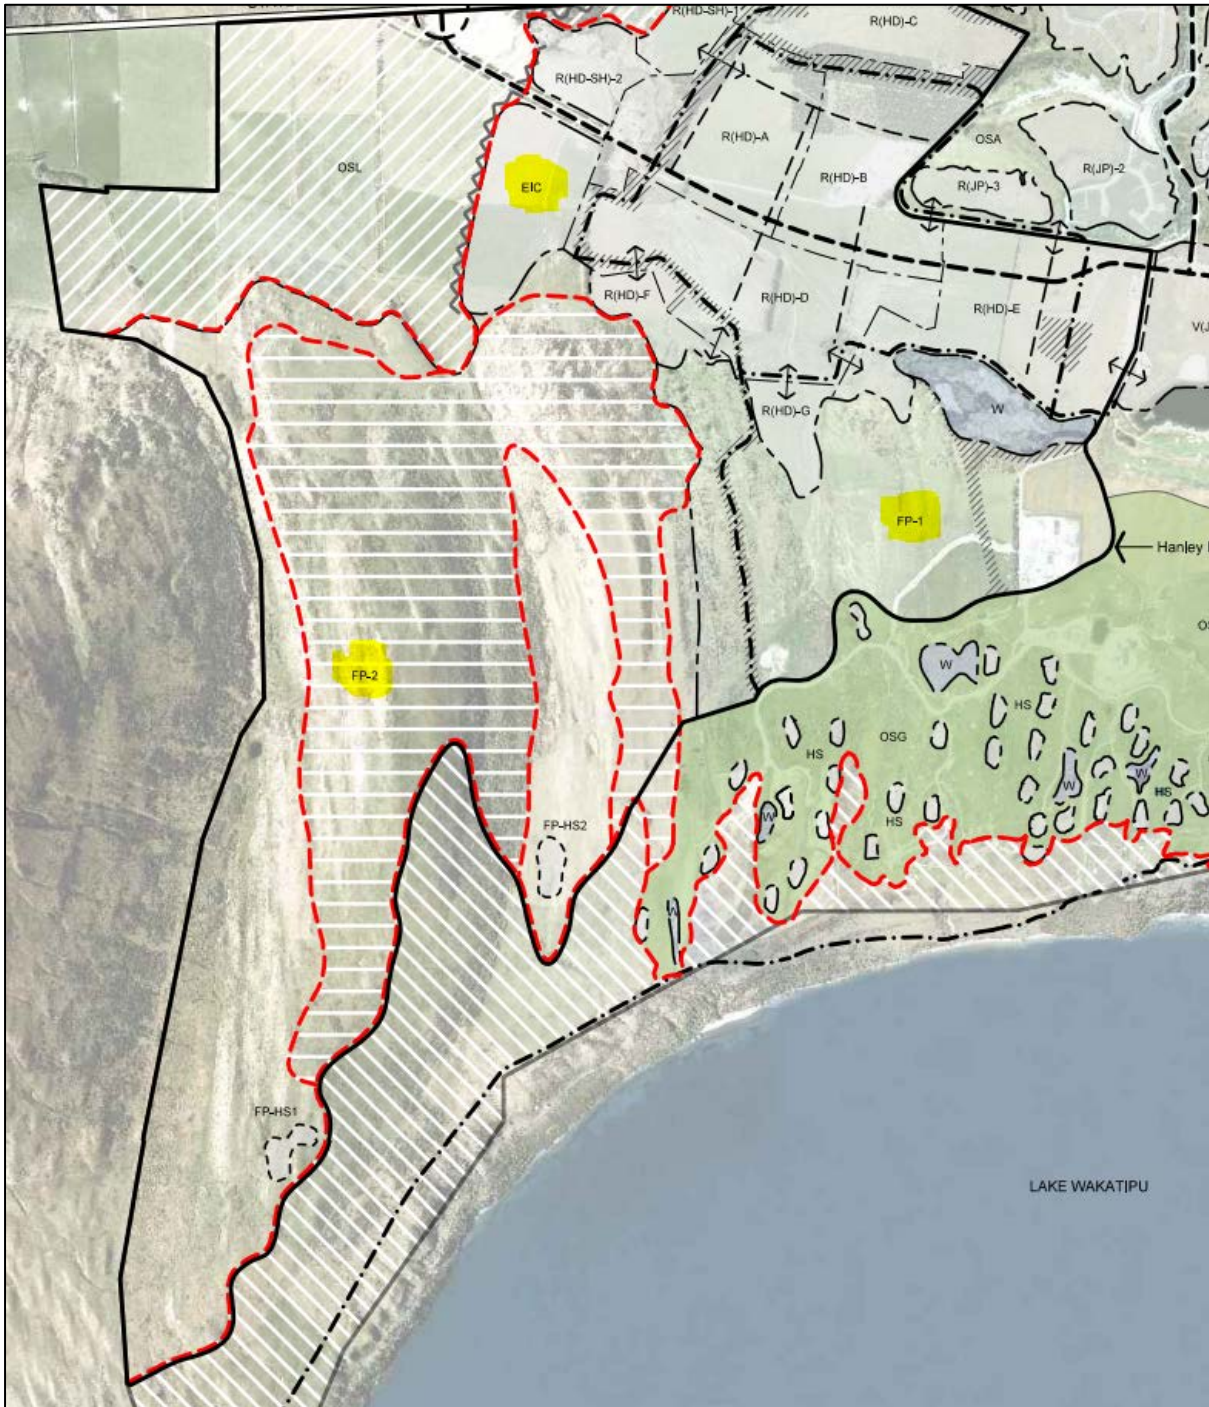 R(HD-SH)-1
R(HD)-C
R(HD-SH)-2
R(HD)-A
OSA
OSL
EIC
R(HD)-B
R(JP)-3
R(JP)-2
R(HD)-F
R(HD)-D
R(HD)-E
V(J
R(HD)-G
W
FP-1
Hanley
OS
FP-2
W
HS
OSG
HS
W
W
HS
W
HS
FP-HS2
W
FP-HS1
LAKE WAKATIPU